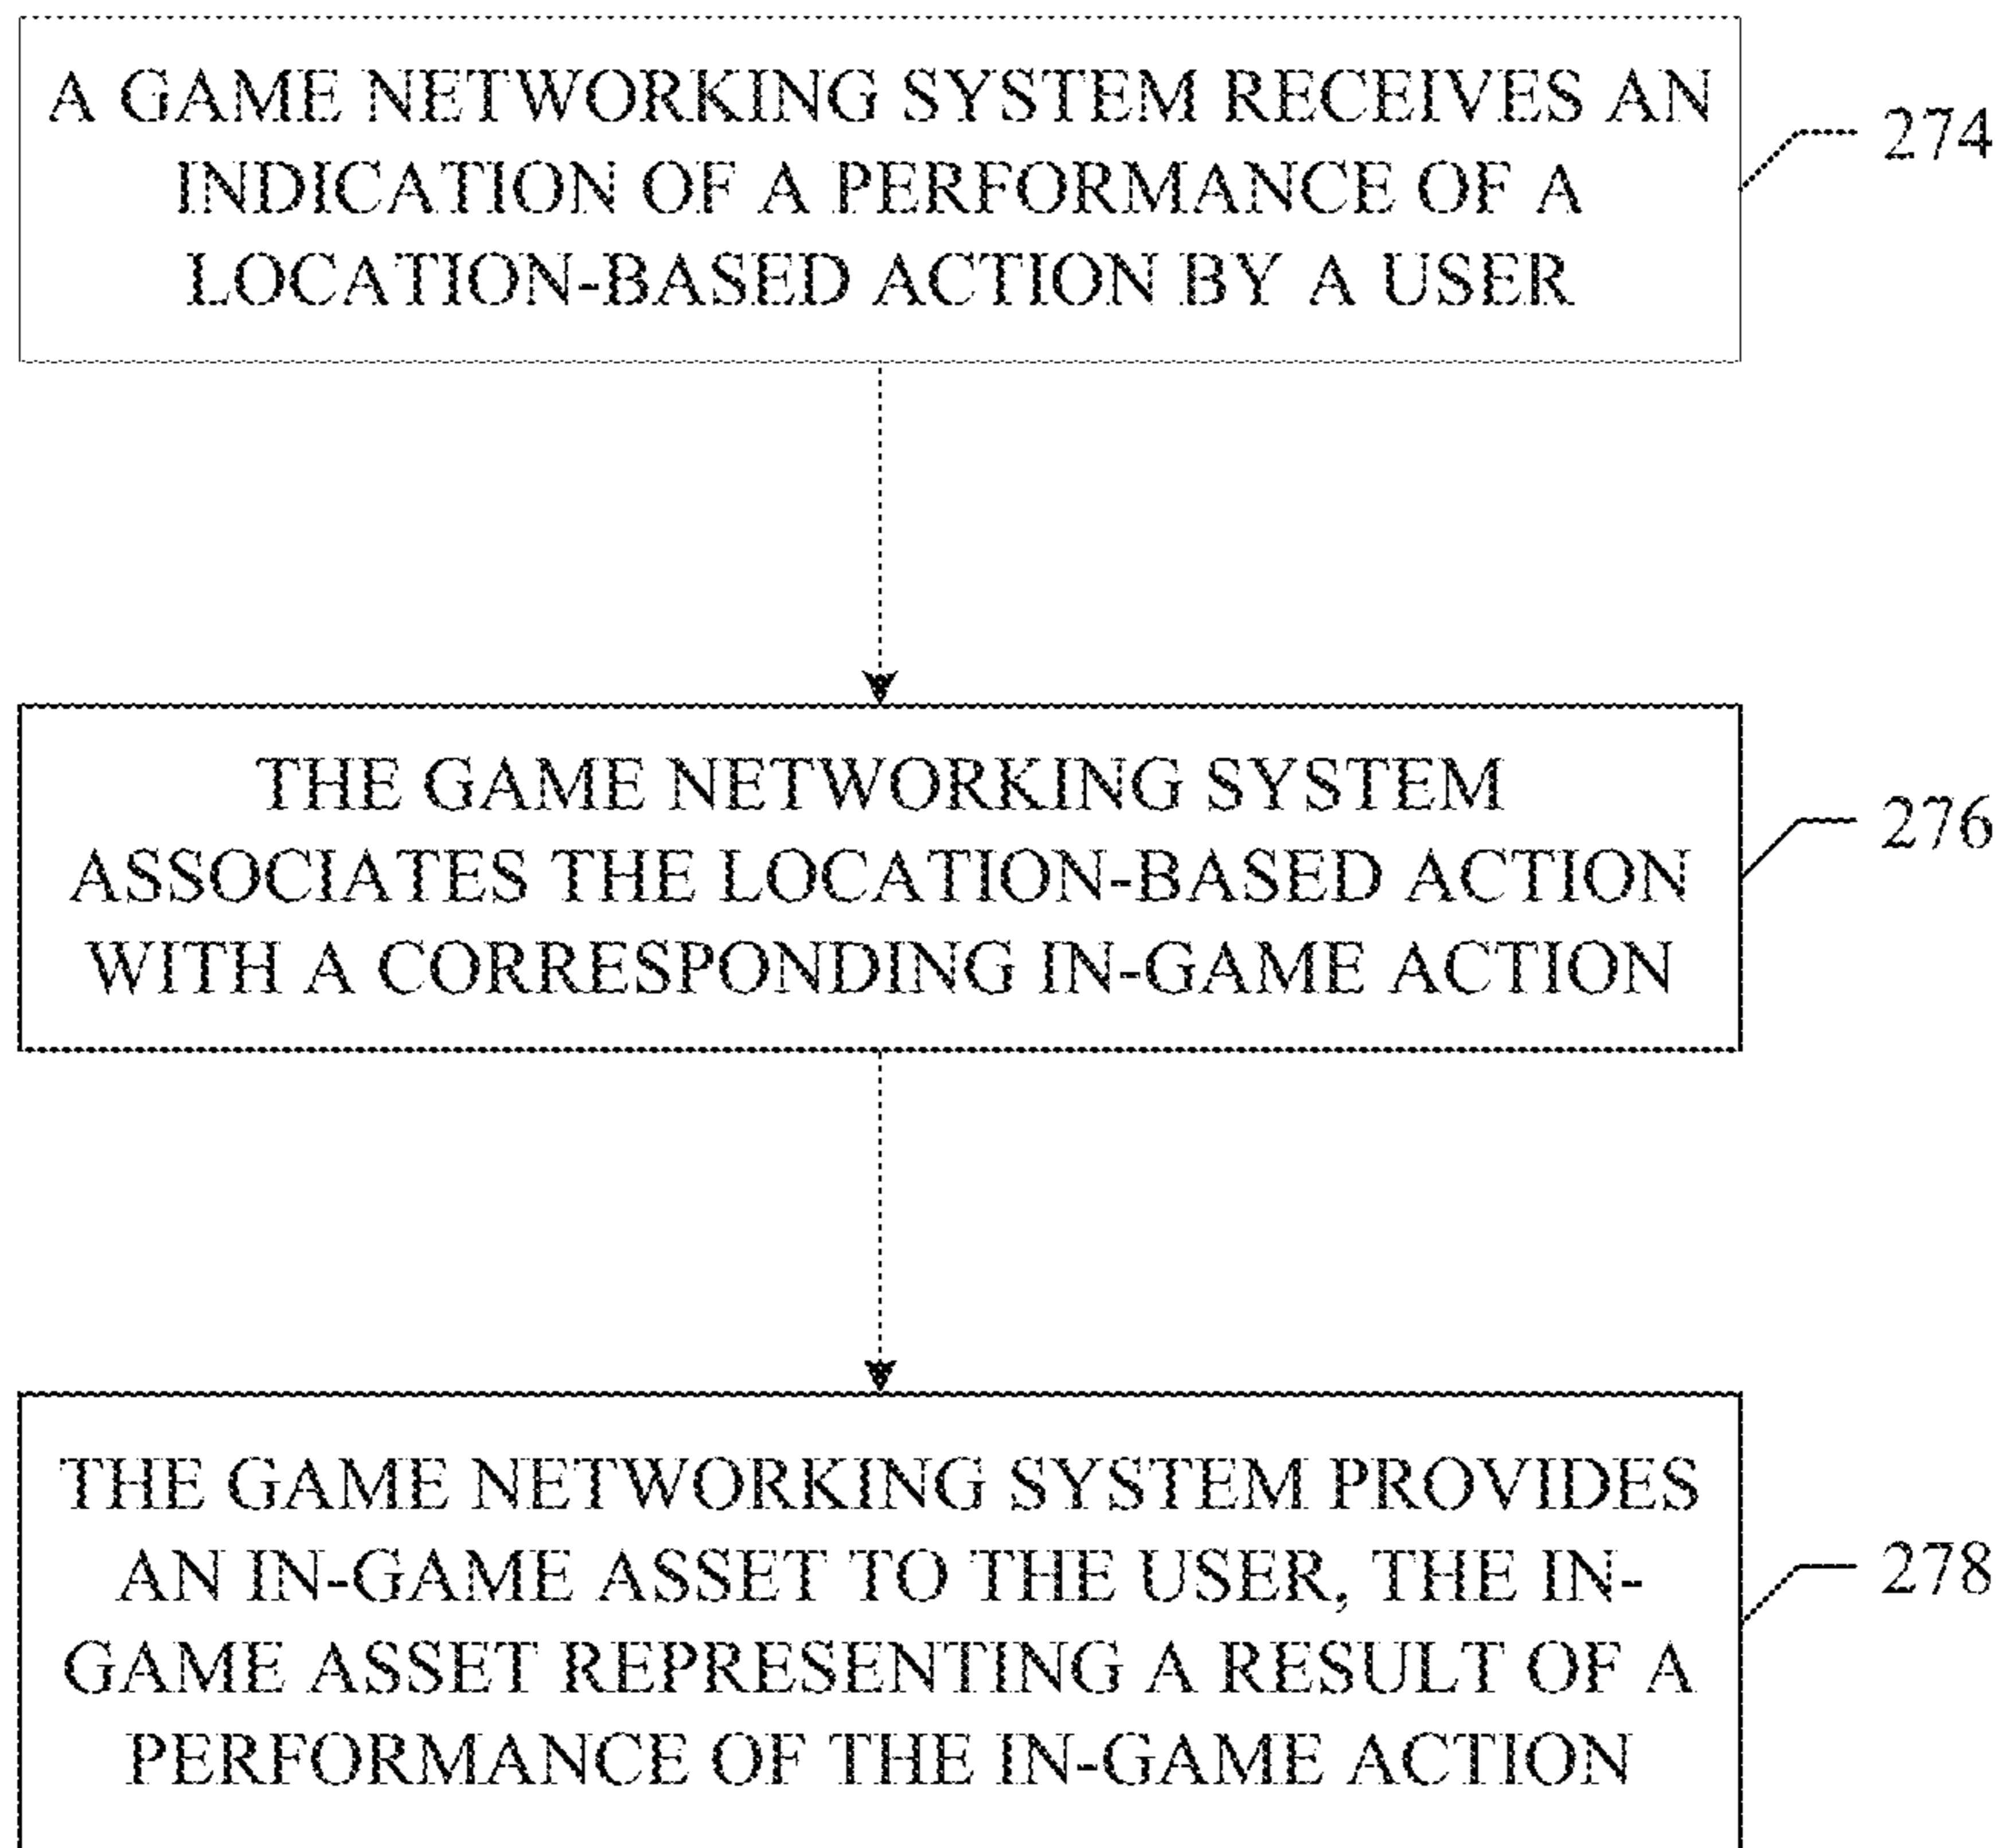 A GAME NETWORKING SYSTEM RECEIVES AN
INDICATION OF A PERFORMANCE OF A
LOCATION-BASED ACTION BY A USER
274
THE GAME NETWORKING SYSTEM
ASSOCIATES THE LOCATION-BASED ACTION
WITH A CORRESPONDING IN-GAME ACTION
276
THE GAME NETWORKING SYSTEM PROVIDES
AN IN-GAME ASSET TO THE USER, THE IN-
GAME ASSET REPRESENTING A RESULT OF A
PERFORMANCE OF THE IN-GAME ACTION
278